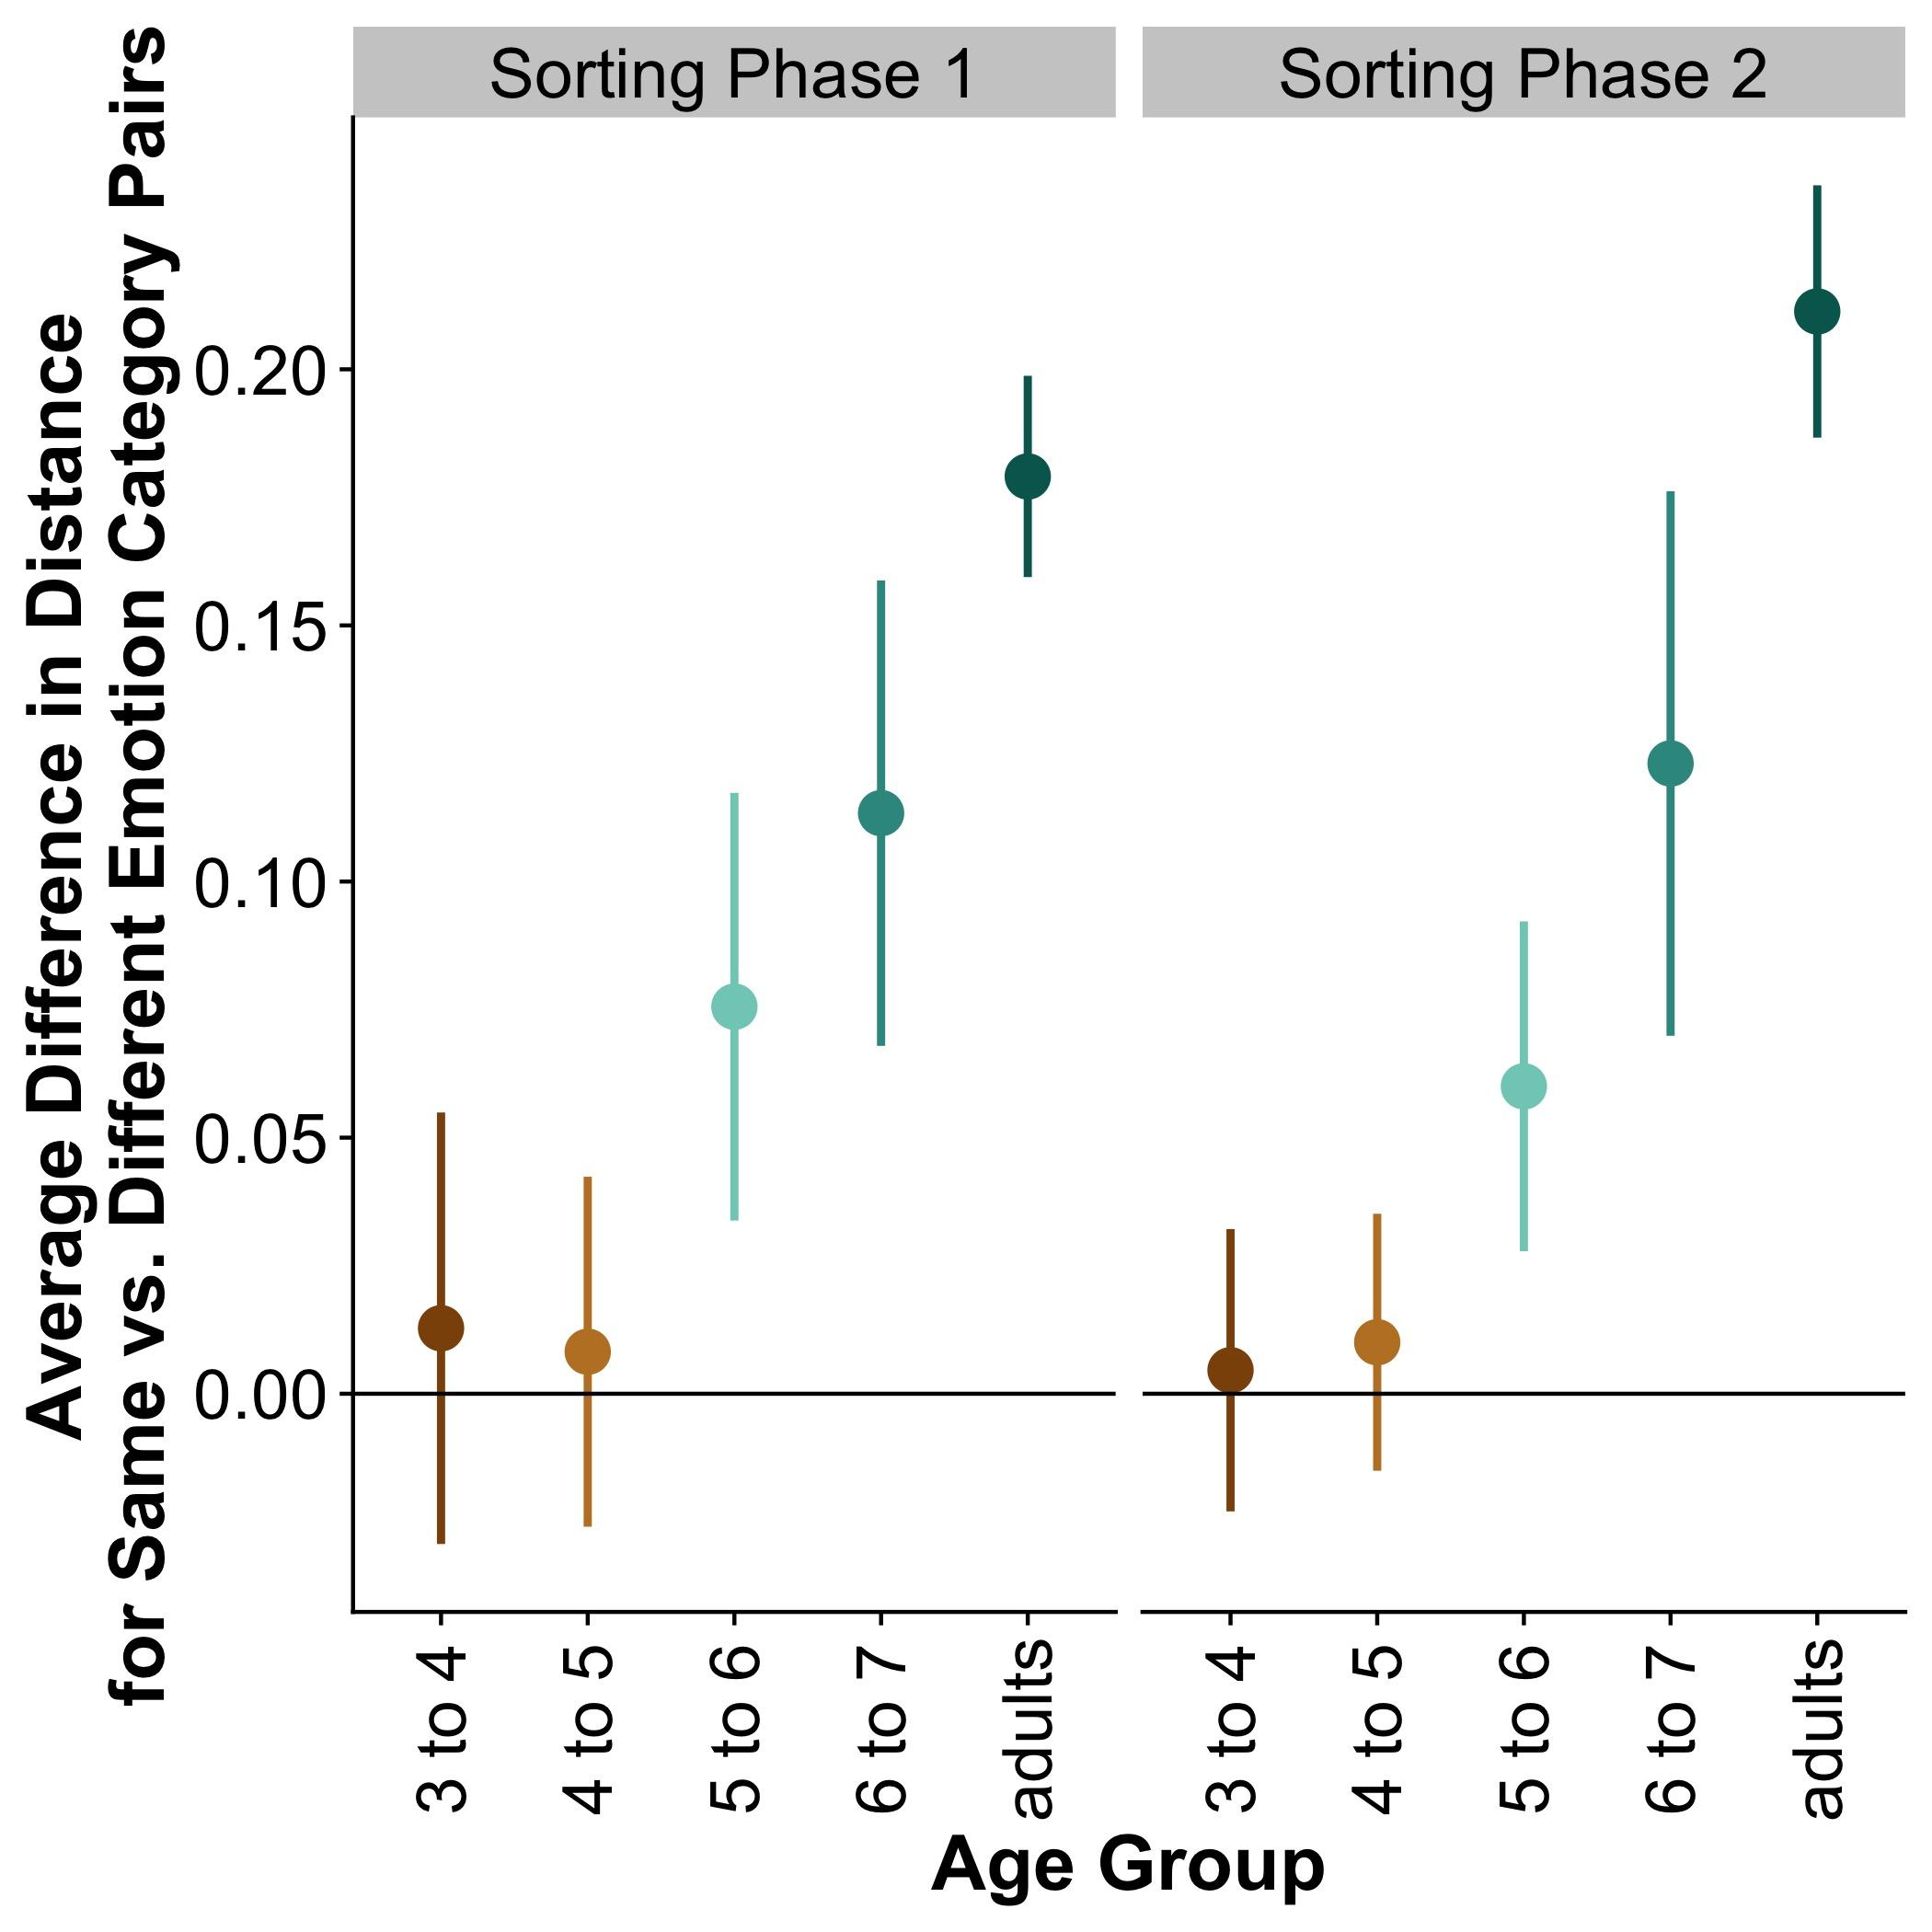 Sorting Phase 1
Sorting Phase 2
Average Difference in Distance
for Same vs. Different Emotion Category Pairs
0.20
0.15
0.10
0.05
0.00
3 to 4
4 to 5
5 to 6
6 to 7
adults
3 to 4
4 to 5
5 to 6
6 to 7
adults
Age Group